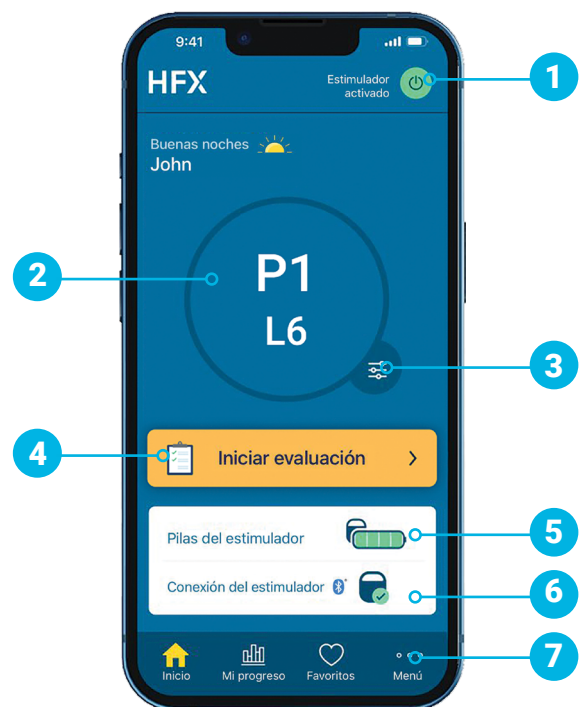 9:41
HFX
Estimulador
activado
1
Buenas noches
John
2
P1
L6
3
4
Iniciar evaluación
Pilas del estimulador
5
Conexión del estimulador
6
Inicio
Mi progreso
Favoritos
Menú
7